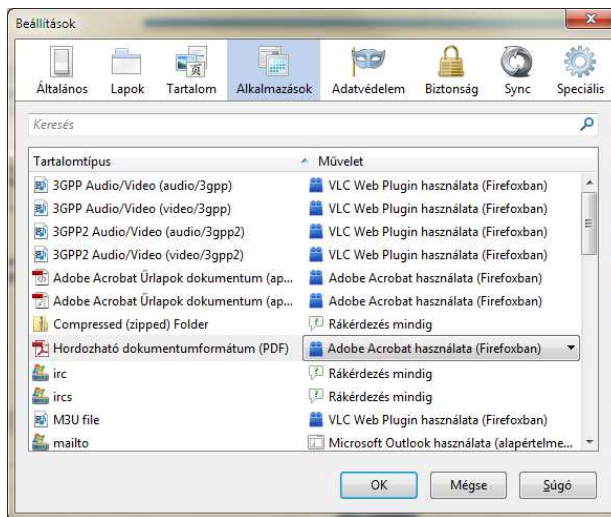 Beállítások
Általános Lapok Tartalom Alkalmazások Adatvédelem Biztonság Sync Speciális
Keresés
Tartalomtípus Művelet
3GPP Audio/Video (audio/3gpp) VLC Web Plugin használata (Firefoxban)
3GPP Audio/Video (video/3gpp) VLC Web Plugin használata (Firefoxban)
3GPP2 Audio/Video (audio/3gpp2) VLC Web Plugin használata (Firefoxban)
3GPP2 Audio/Video (video/3gpp2) VLC Web Plugin használata (Firefoxban)
Adobe Acrobat Űrlapok dokumentum (ap... Adobe Acrobat használata (Firefoxban)
Adobe Acrobat Űrlapok dokumentum (ap... Adobe Acrobat használata (Firefoxban)
Compressed (zipped) Folder Rákérdezés mindig
Hordozható dokumentumformátum (PDF) Adobe Acrobat használata (Firefoxban)
irc Rákérdezés mindig
ircs Rákérdezés mindig
M3U file VLC Web Plugin használata (Firefoxban)
mailto Microsoft Outlook használata (alapértelme...
OK Mégse Súgó